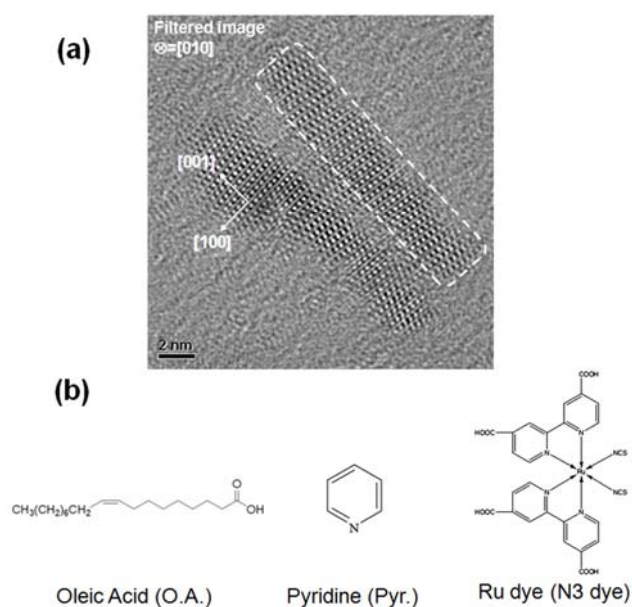 (a)
Filtered Image
⊗=[010]
[001]
[100]
2 nm
(b)
CH₃(CH₂)₆CH₂
O
OH
Oleic Acid (O.A.)
N
Pyridine (Pyr.)
COOH
HOOC
N
N
NCS
Ru
NCS
N
N
HOOC
COOH
Ru dye (N3 dye)